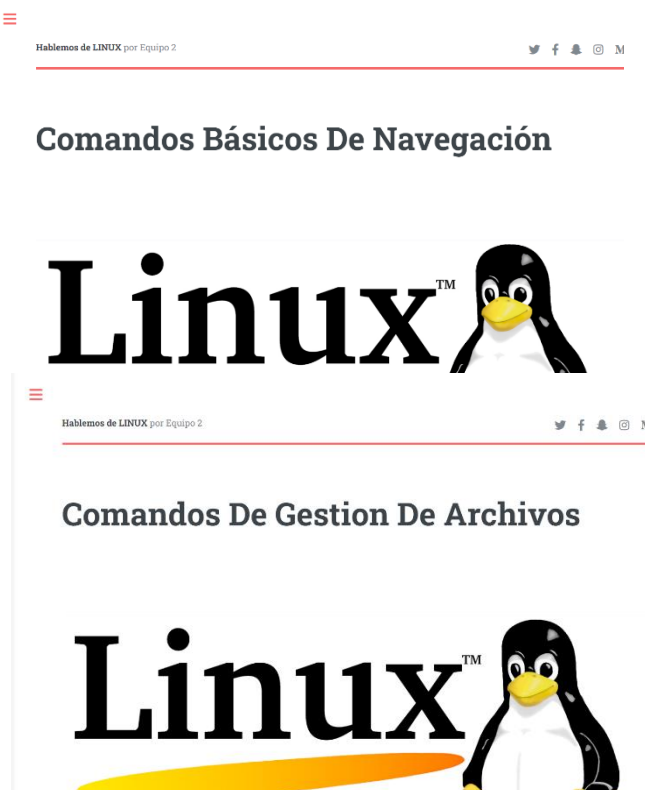 Hablemos de LINUX por Equipo 2
M
Comandos Básicos De Navegación
Linux™
Hablemos de LINUX por Equipo 2
Comandos De Gestion De Archivos
Linux™